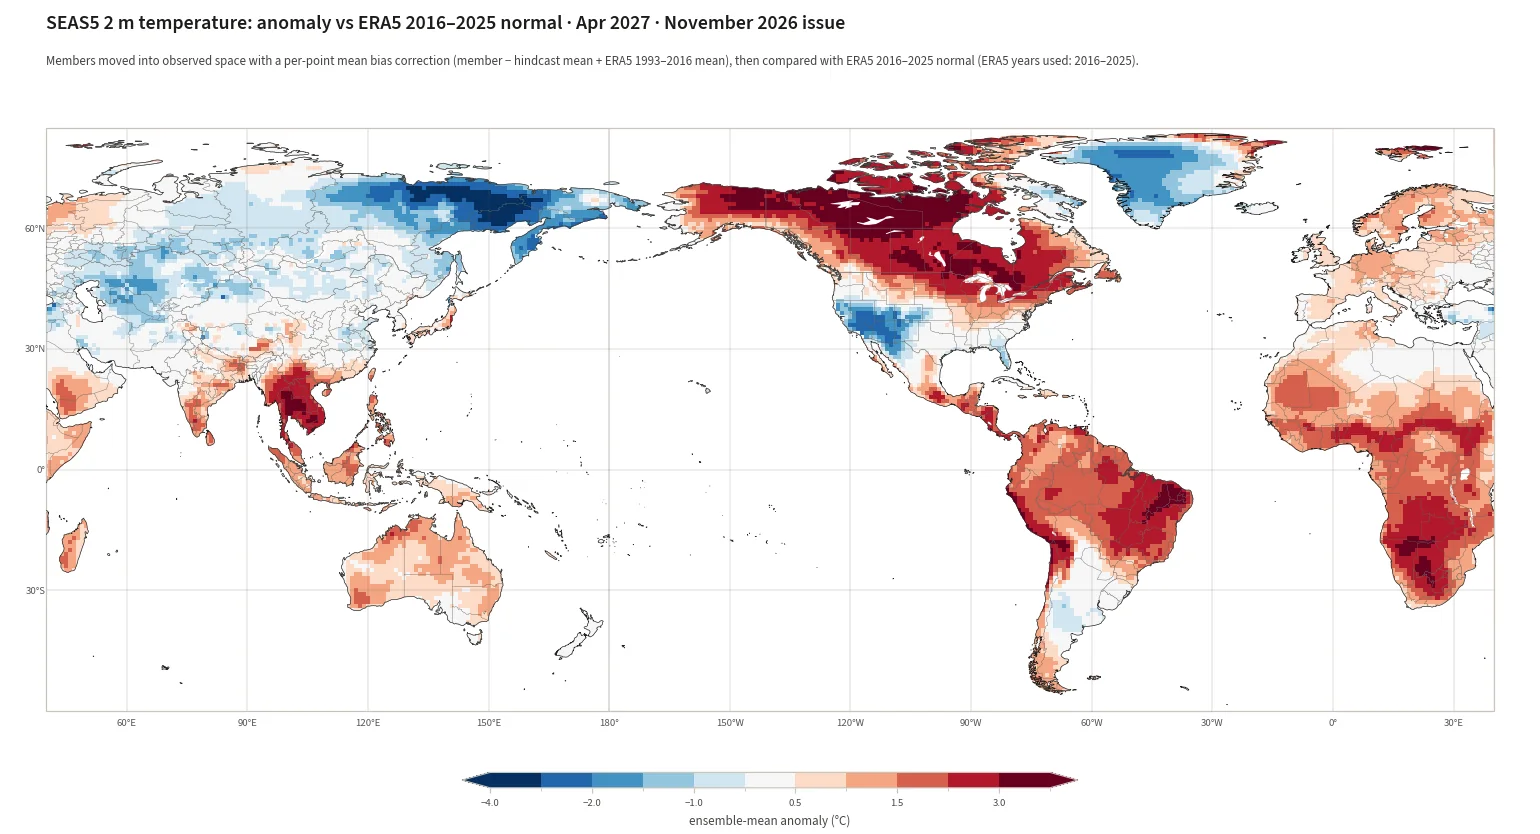 SEAS5 2 m temperature: anomaly vs ERA5 2016–2025 normal · Apr 2027 · November 2026 issue
Members moved into observed space with a per-point mean bias correction (member − hindcast mean + ERA5 1993–2016 mean), then compared with ERA5 2016–2025 normal (ERA5 years used: 2016–2025).
60°N
30°N
0°
30°S
60°E 90°E 120°E 150°E 180° 150°W 120°W 90°W 60°W 30°W 0° 30°E
−4.0 −2.0 −1.0 0.5 1.5 3.0
ensemble-mean anomaly (°C)